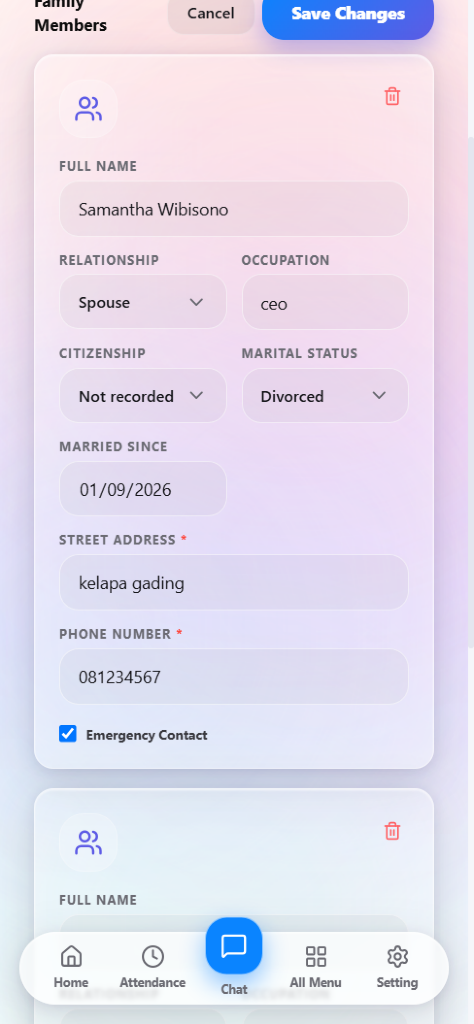 Family
Members
Cancel
Save Changes
FULL NAME
Samantha Wibisono
RELATIONSHIP
OCCUPATION
Spouse
ceo
CITIZENSHIP
MARITAL STATUS
Not recorded
Divorced
MARRIED SINCE
01/09/2026
STREET ADDRESS *
kelapa gading
PHONE NUMBER *
081234567
Emergency Contact
FULL NAME
Home
Attendance
Chat
All Menu
Setting